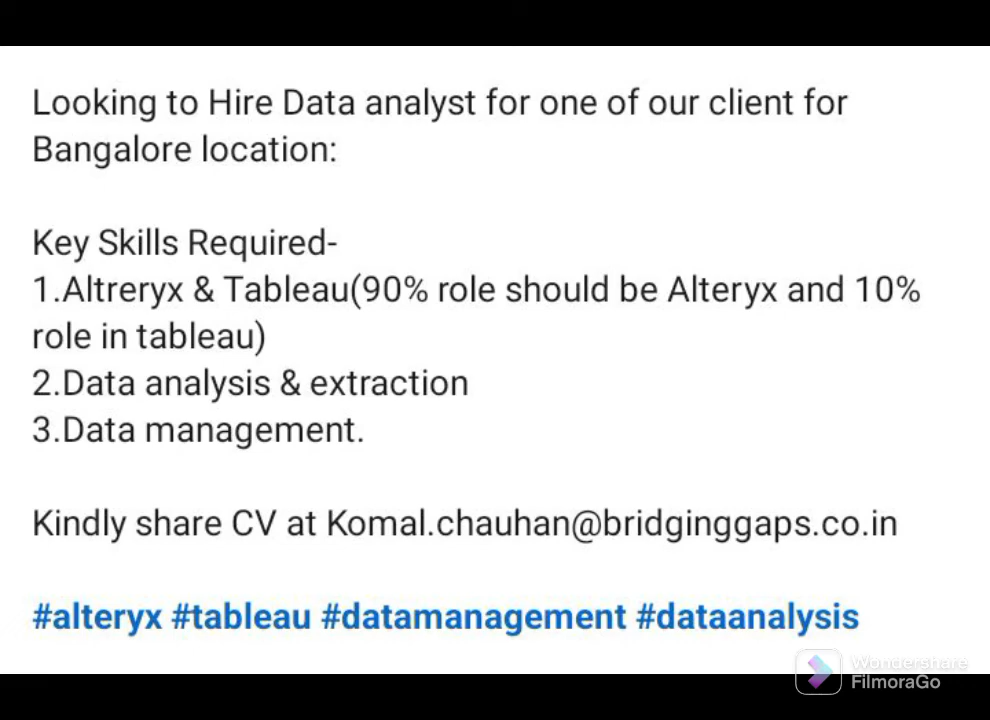 Looking to Hire Data analyst for one of our client for
Bangalore location:
Key Skills Required-
1.Altreryx & Tableau(90% role should be Alteryx and 10%
role in tableau)
2.Data analysis & extraction
3.Data management.
Kindly share CV at Komal.chauhan@bridginggaps.co.in
#alteryx #tableau #datamanagement #dataanalysis
Wondershare
FilmoraGo